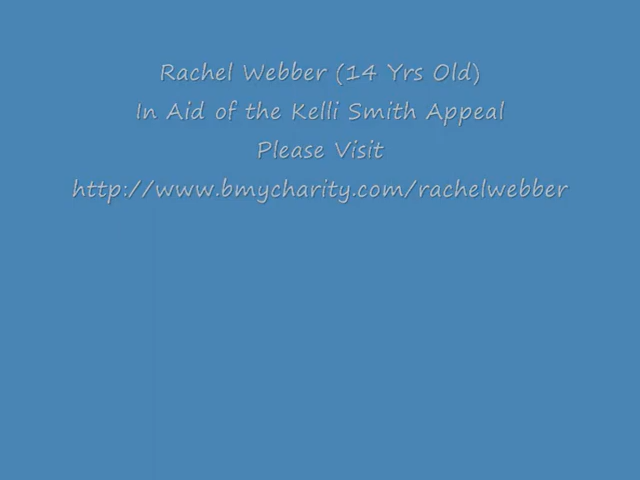 Rachel Webber (14 Yrs Old)
In Aid of the Kelli Smith Appeal
Please Visit
http://www.bmycharity.com/rachelwebber